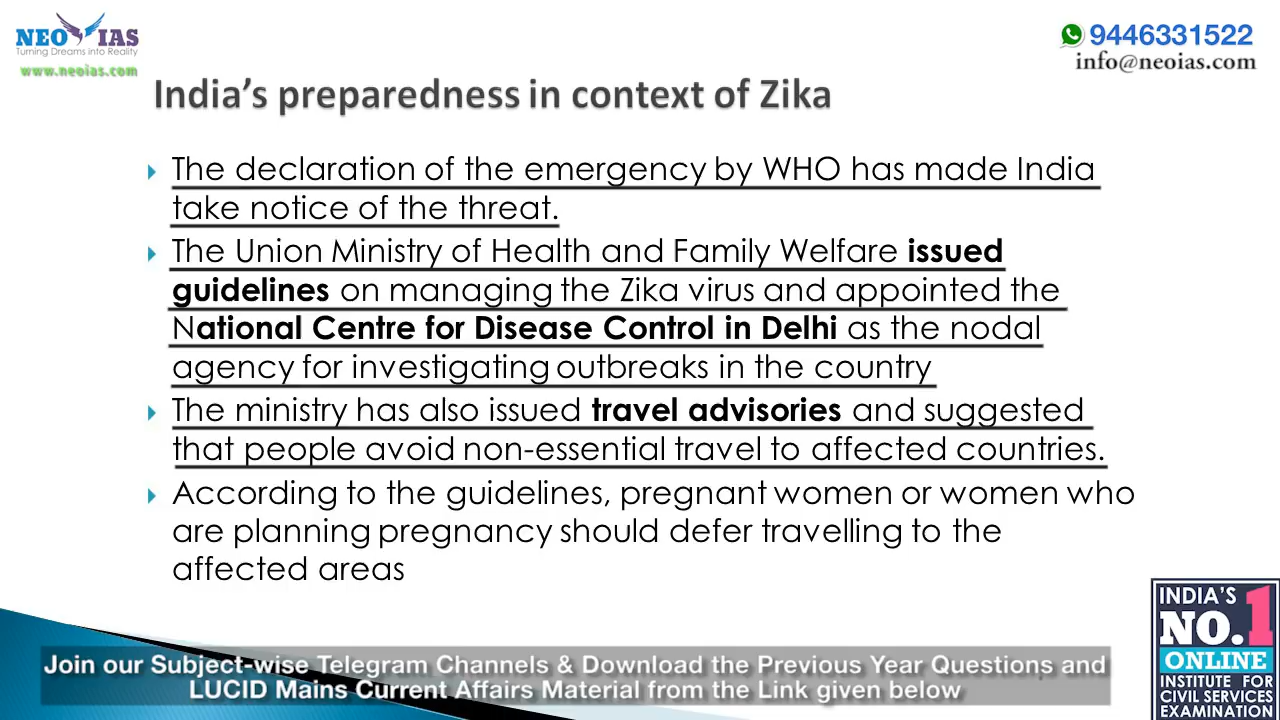 NEO IAS
Turning Dreams into Reality
www.neoias.com
9446331522
info@neoias.com
India's preparedness in context of Zika
The declaration of the emergency by WHO has made India
take notice of the threat.
The Union Ministry of Health and Family Welfare issued
guidelines on managing the Zika virus and appointed the
National Centre for Disease Control in Delhi as the nodal
agency for investigating outbreaks in the country
The ministry has also issued travel advisories and suggested
that people avoid non-essential travel to affected countries.
According to the guidelines, pregnant women or women who
are planning pregnancy should defer travelling to the
affected areas
INDIA'S
NO.1
ONLINE
INSTITUTE FOR
CIVIL SERVICES
EXAMINATION
Join our Subject-wise Telegram Channels & Download the Previous Year Questions and
LUCID Mains Current Affairs Material from the Link given below